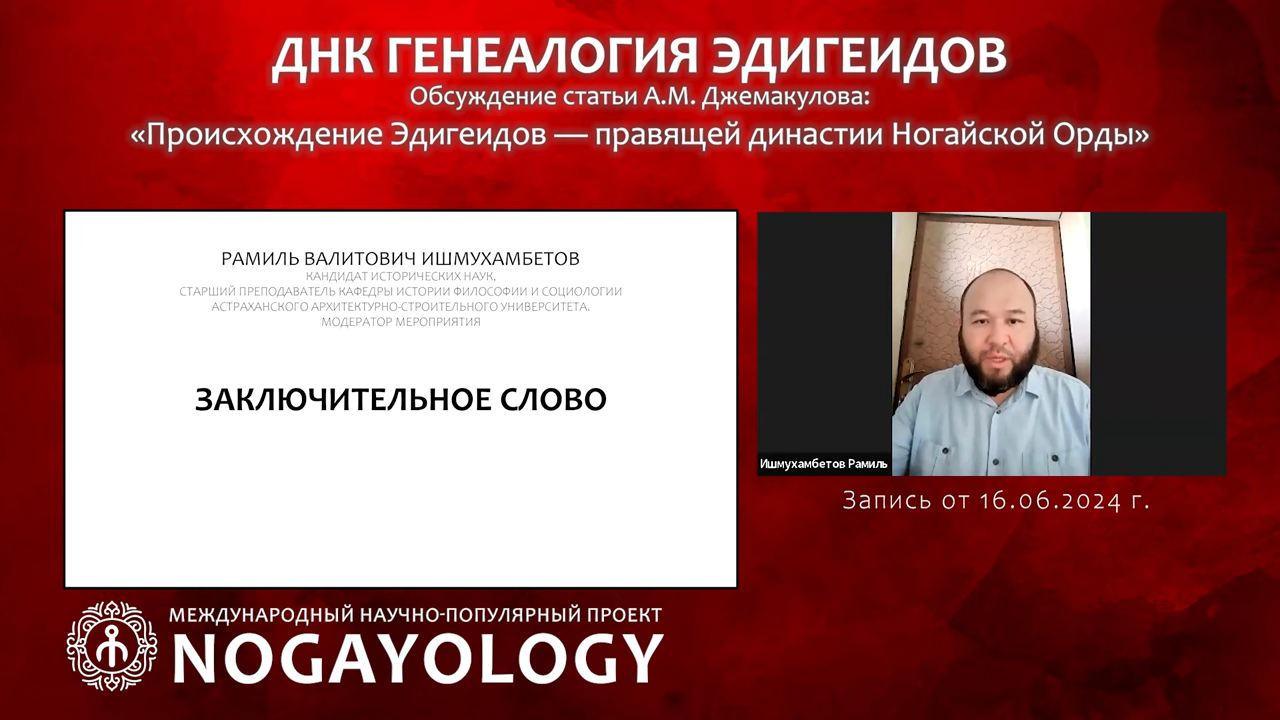 ДНК ГЕНЕАЛОГИЯ ЭДИГЕИДОВ
Обсуждение статьи А.М. Джемакулова:
«Происхождение Эдигеидов — правящей династии Ногайской Орды»
РАМИЛЬ ВАЛИТОВИЧ ИШМУХАМБЕТОВ
КАНДИДАТ ИСТОРИЧЕСКИХ НАУК,
СТАРШИЙ ПРЕПОДАВАТЕЛЬ КАФЕДРЫ ИСТОРИИ ФИЛОСОФИИ И СОЦИОЛОГИИ
АСТРАХАНСКОГО АРХИТЕКТУРНО-СТРОИТЕЛЬНОГО УНИВЕРСИТЕТА.
МОДЕРАТОР МЕРОПРИЯТИЯ
ЗАКЛЮЧИТЕЛЬНОЕ СЛОВО
Ишмухамбетов Рамиль
Запись от 16.06.2024 г.
МЕЖДУНАРОДНЫЙ НАУЧНО-ПОПУЛЯРНЫЙ ПРОЕКТ
NOGAYOLOGY